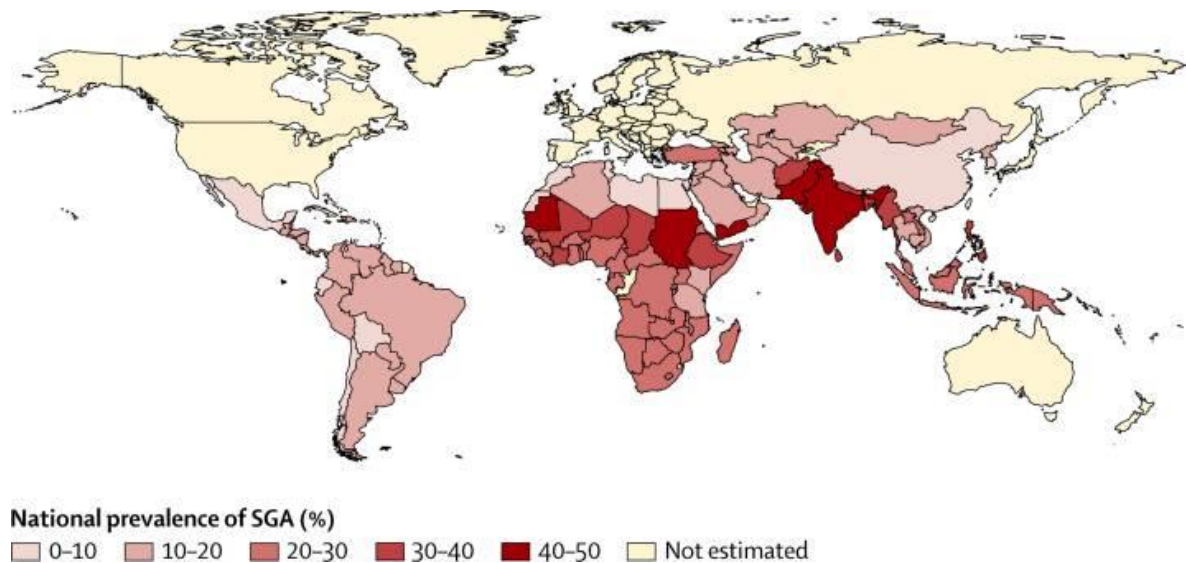 National prevalence of SGA (%)
0–10 10–20 20–30 30–40 40–50 Not estimated